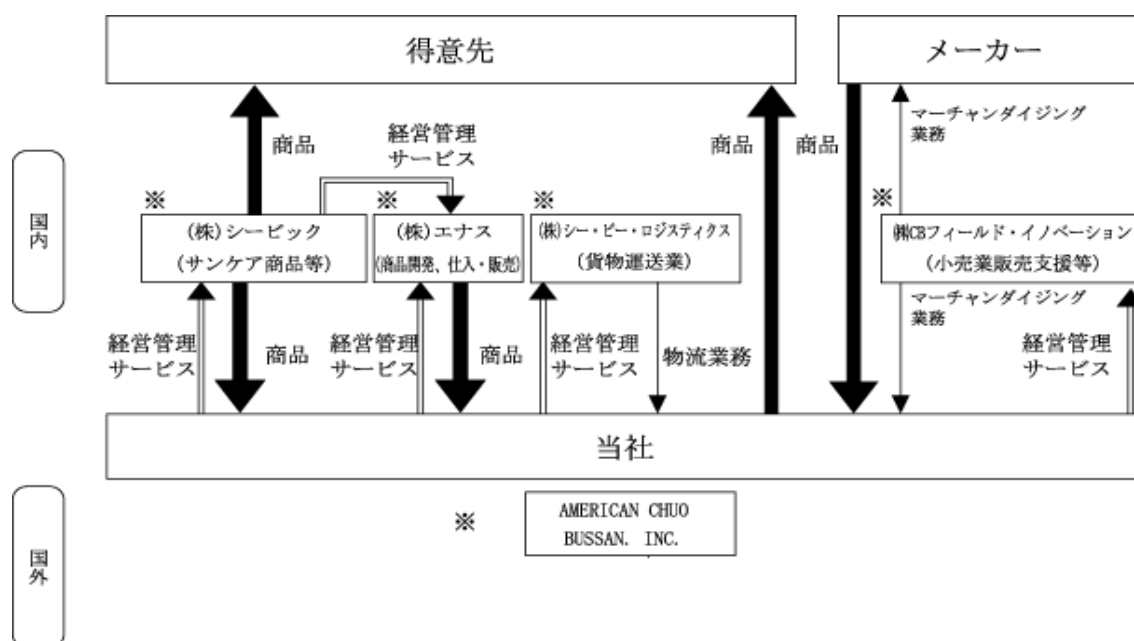 得意先
メーカー
商品
経営管理
サービス
商品
商品
マーチャンダイジング
業務
国内
※
※
※
※
(株)シービック
(サンケア商品等)
(株)エナス
(商品開発、仕入・販売)
(株)シー・ビー・ロジスティクス
(貨物運送業)
㈱CBフィールド・イノベーション
(小売業販売支援等)
経営管理
サービス
商品
経営管理
サービス
商品
経営管理
サービス
物流業務
マーチャンダイジング
業務
経営管理
サービス
当社
国外
※
AMERICAN CHUO
BUSSAN. INC.